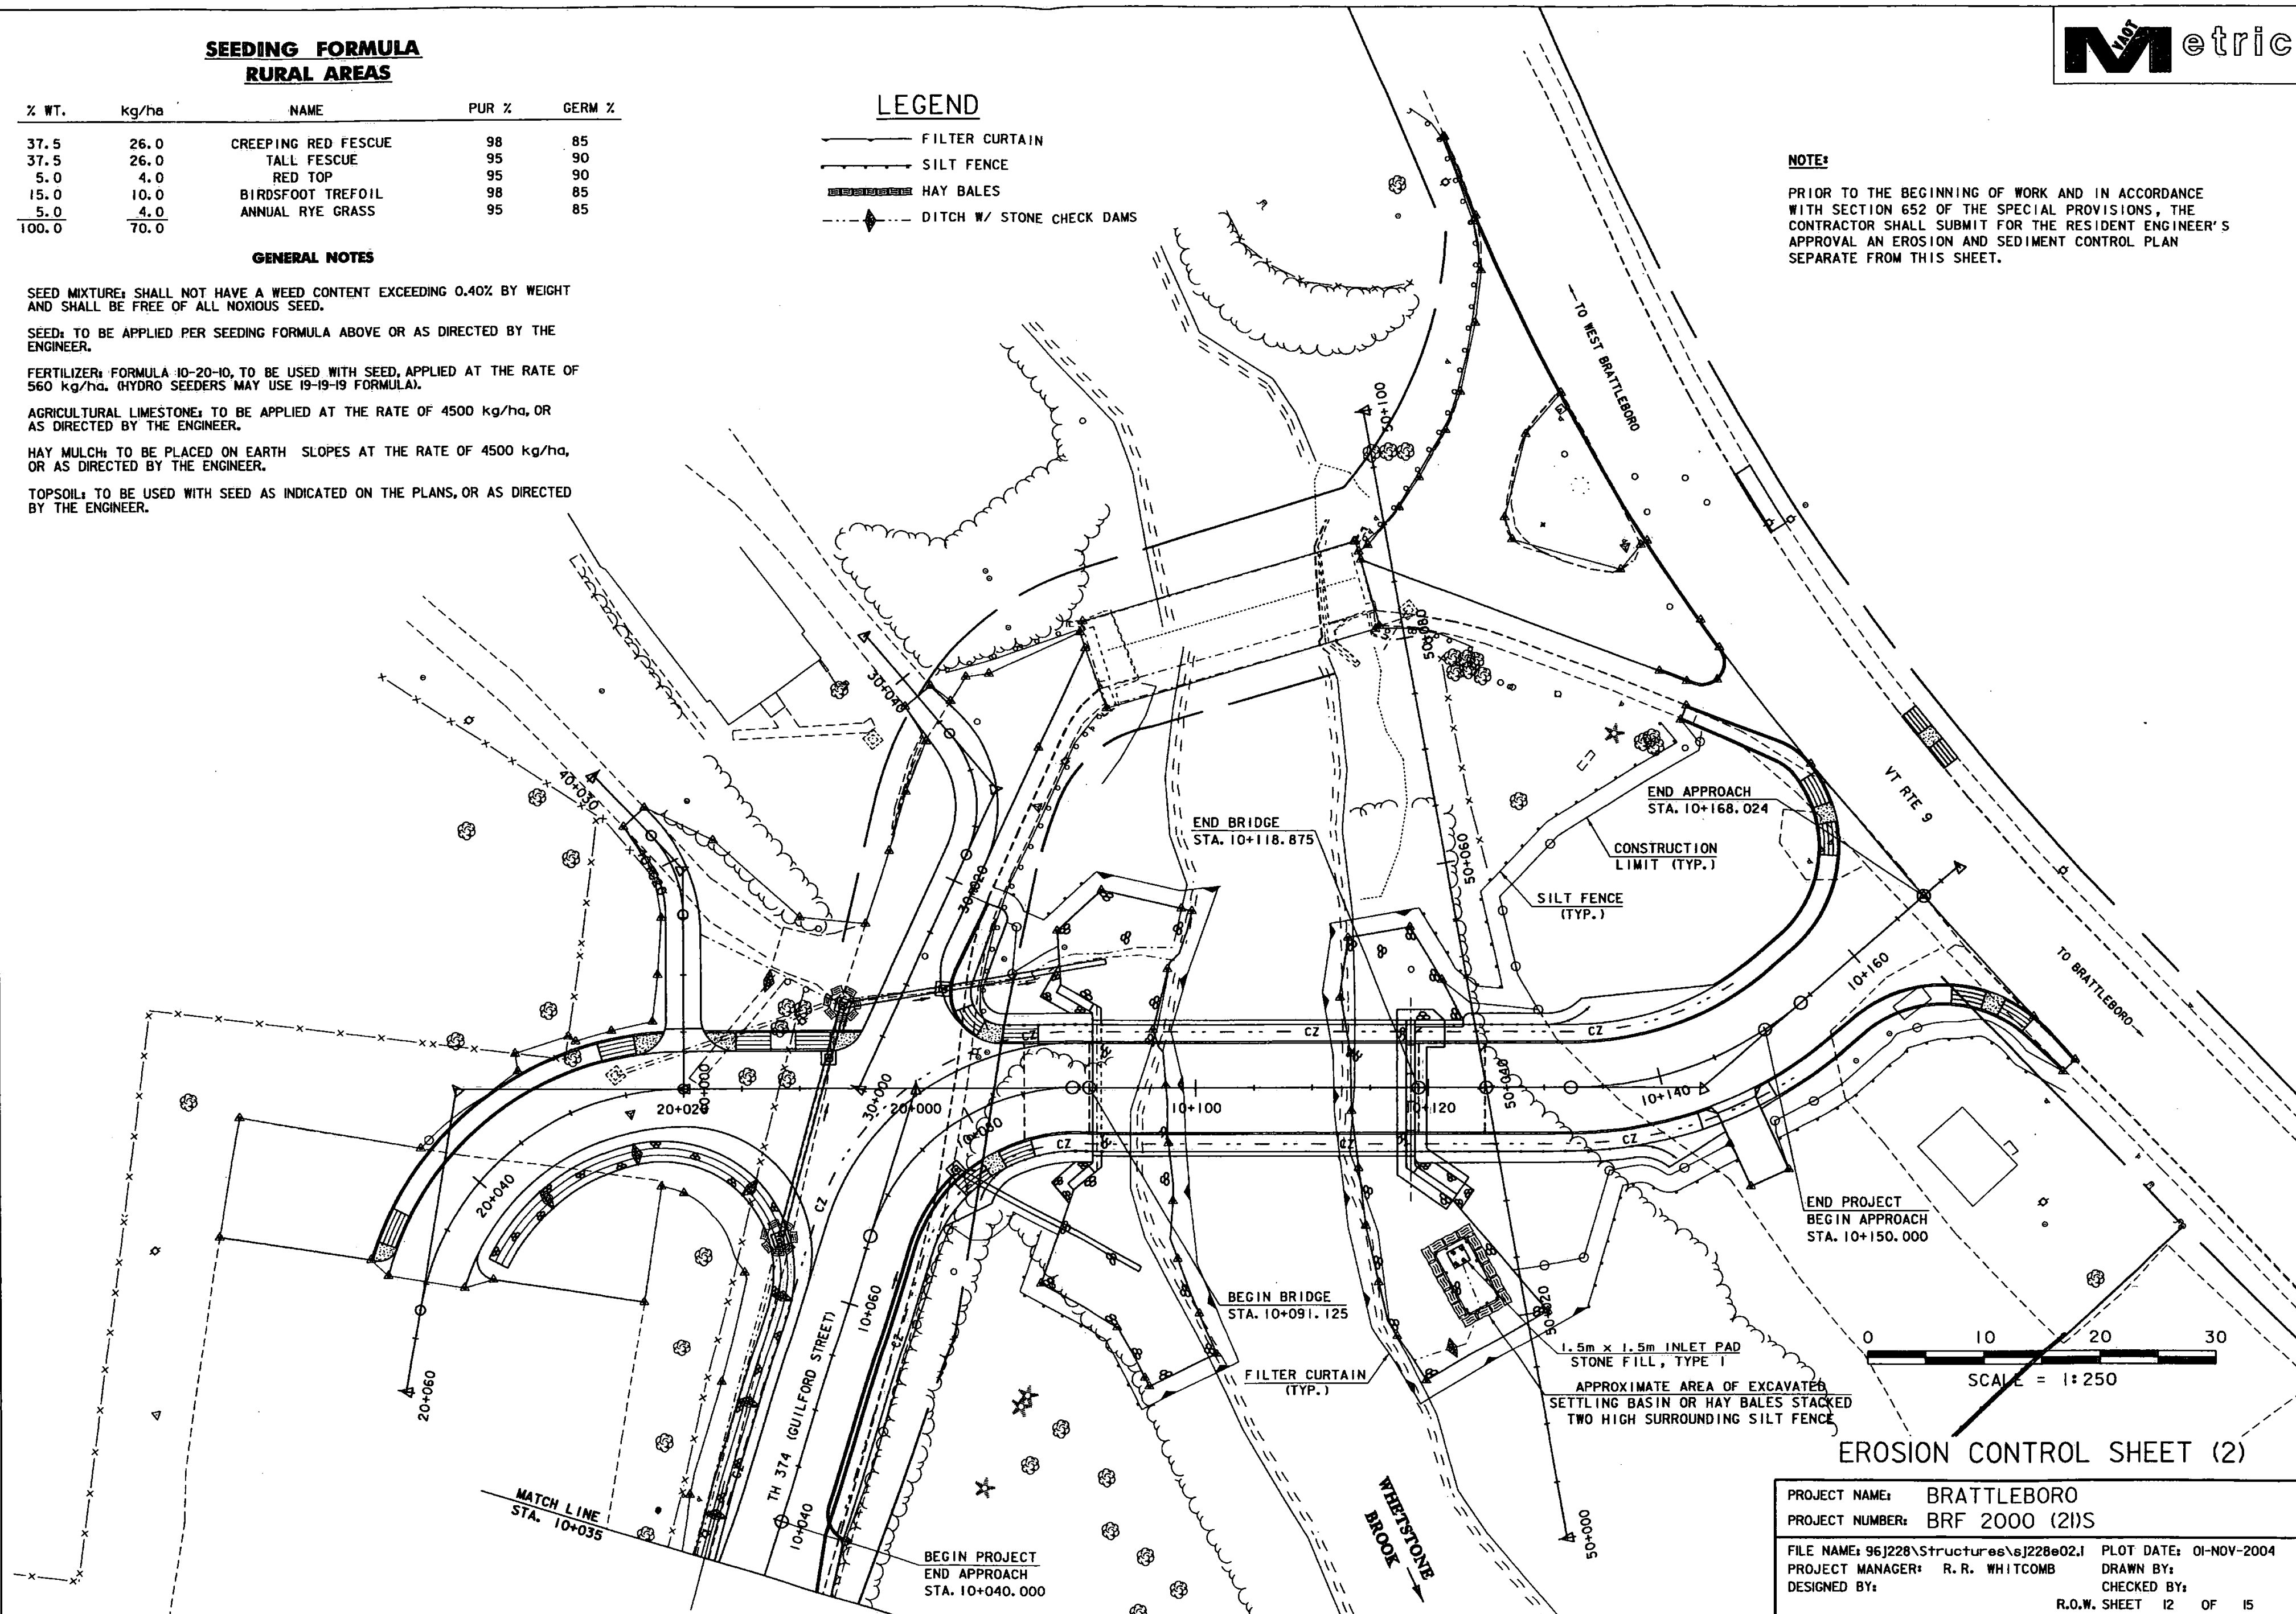 SEEDING FORMULA
RURAL AREAS
% WT. kg/ha NAME PUR % GERM %
37.5 26.0 CREEPING RED FESCUE 98 85
37.5 26.0 TALL FESCUE 95 90
5.0 4.0 RED TOP 95 90
15.0 10.0 BIRDSFOOT TREFOIL 98 85
5.0 4.0 ANNUAL RYE GRASS 95 85
100.0 70.0
GENERAL NOTES
SEED MIXTURE: SHALL NOT HAVE A WEED CONTENT EXCEEDING 0.40% BY WEIGHT
AND SHALL BE FREE OF ALL NOXIOUS SEED.
SEED: TO BE APPLIED PER SEEDING FORMULA ABOVE OR AS DIRECTED BY THE
ENGINEER.
FERTILIZER: FORMULA 10-20-10, TO BE USED WITH SEED, APPLIED AT THE RATE OF
560 kg/ha. (HYDRO SEEDERS MAY USE 19-19-19 FORMULA).
AGRICULTURAL LIMESTONE: TO BE APPLIED AT THE RATE OF 4500 kg/ha, OR
AS DIRECTED BY THE ENGINEER.
HAY MULCH: TO BE PLACED ON EARTH SLOPES AT THE RATE OF 4500 kg/ha,
OR AS DIRECTED BY THE ENGINEER.
TOPSOIL: TO BE USED WITH SEED AS INDICATED ON THE PLANS, OR AS DIRECTED
BY THE ENGINEER.
LEGEND
FILTER CURTAIN
SILT FENCE
HAY BALES
DITCH W/ STONE CHECK DAMS
VAOT
Metric
NOTE:
PRIOR TO THE BEGINNING OF WORK AND IN ACCORDANCE
WITH SECTION 652 OF THE SPECIAL PROVISIONS, THE
CONTRACTOR SHALL SUBMIT FOR THE RESIDENT ENGINEER'S
APPROVAL AN EROSION AND SEDIMENT CONTROL PLAN
SEPARATE FROM THIS SHEET.
TO WEST BRATTLEBORO
50+100
50+080
30+040
40+030
VT RTE 9
END APPROACH
STA. 10+168.024
END BRIDGE
STA. 10+118.875
CONSTRUCTION
LIMIT (TYP.)
50+060
30+020
SILT FENCE
(TYP.)
10+160
TO BRATTLEBORO
CZ
CZ
CZ
20+020
30+000
20+000
10+080
10+100
10+120
50+040
10+140
CZ
CZ
CZ
20+040
CZ
END PROJECT
BEGIN APPROACH
STA. 10+150.000
BEGIN BRIDGE
STA. 10+091.125
10+060
CZ
50+020
1.5m x 1.5m INLET PAD
STONE FILL, TYPE I
FILTER CURTAIN
(TYP.)
APPROXIMATE AREA OF EXCAVATED
SETTLING BASIN OR HAY BALES STACKED
TWO HIGH SURROUNDING SILT FENCE
0 10 20 30
SCALE = 1:250
20+060
TH 374 (GUILFORD STREET)
CZ
MATCH LINE
STA. 10+035
10+040
BEGIN PROJECT
END APPROACH
STA. 10+040.000
WHETSTONE
BROOK
50+000
EROSION CONTROL SHEET (2)
PROJECT NAME: BRATTLEBORO
PROJECT NUMBER: BRF 2000 (21)S
FILE NAME: 96j228\Structures\sj228e02.i PLOT DATE: 01-NOV-2004
PROJECT MANAGER: R.R. WHITCOMB DRAWN BY:
DESIGNED BY: CHECKED BY:
R.O.W. SHEET 12 OF 15